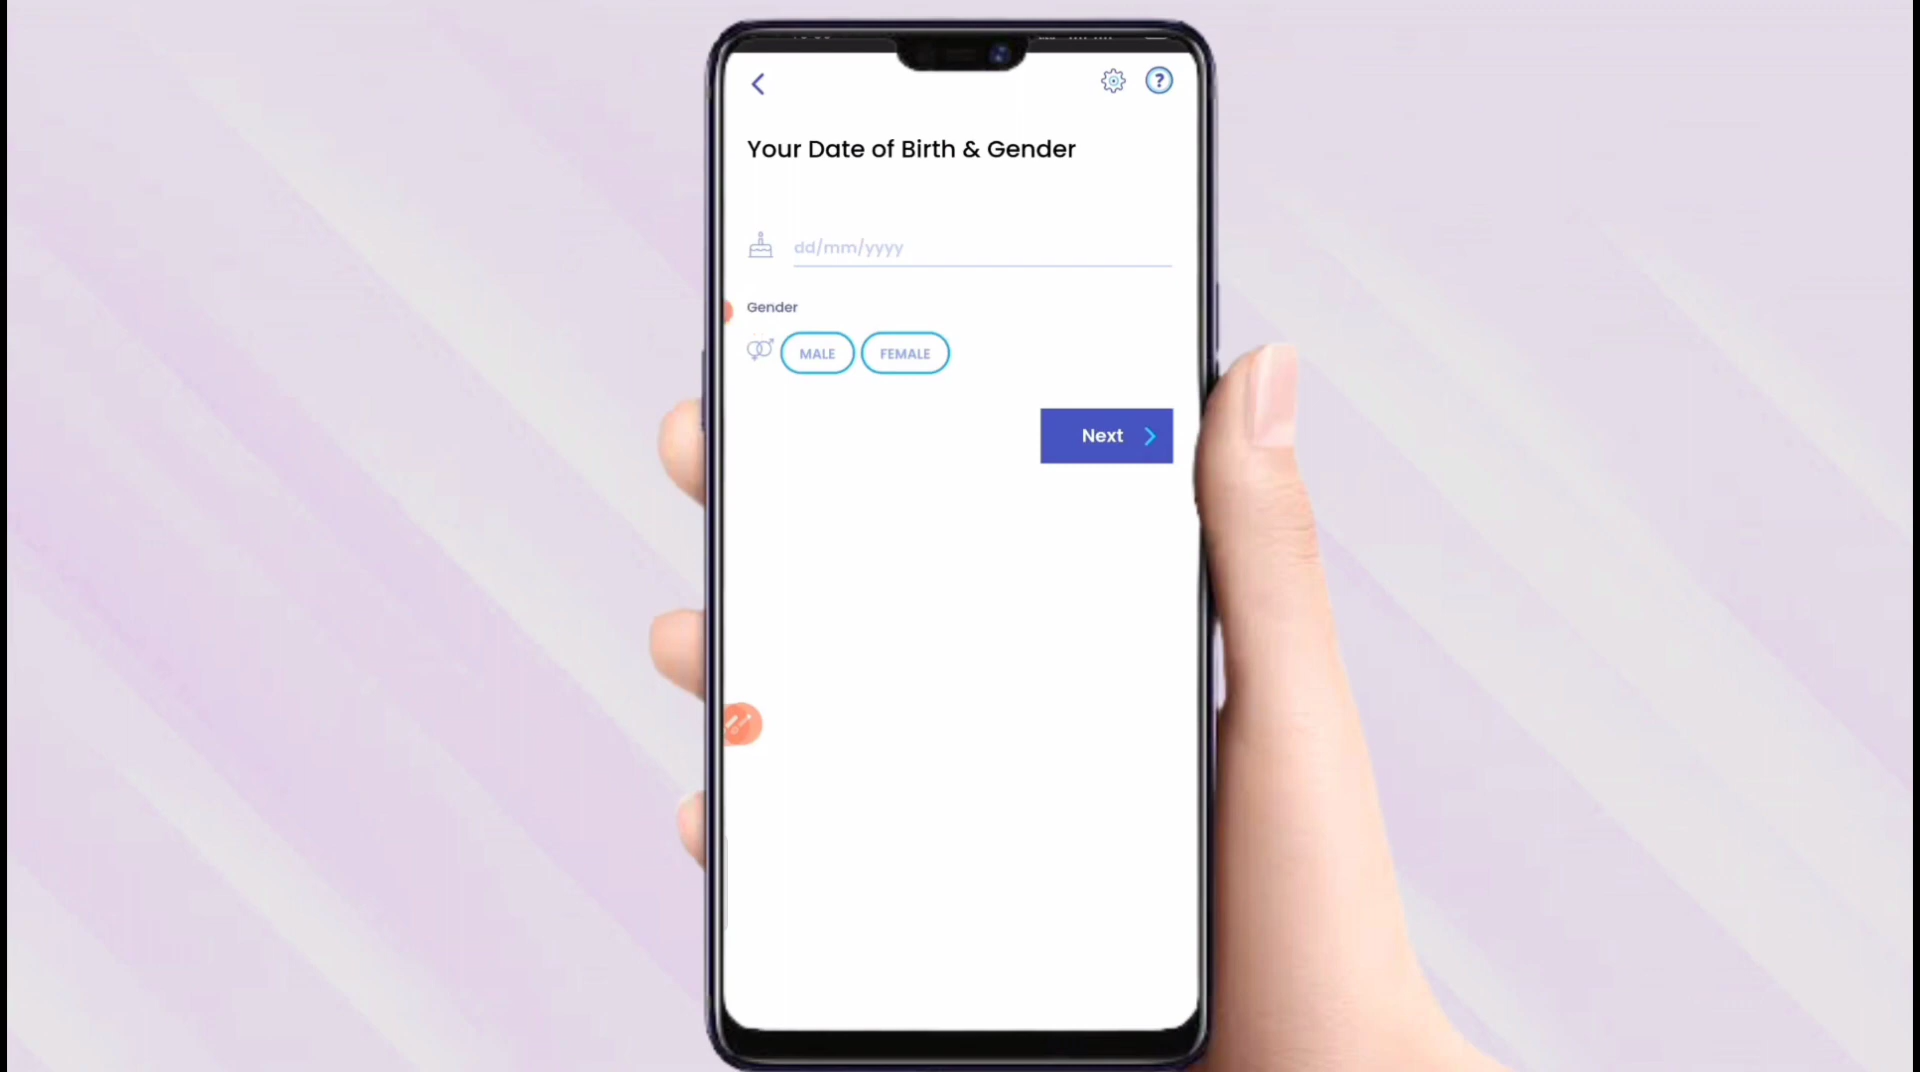 ?
Your Date of Birth & Gender
dd/mm/yyyy
Gender
MALE FEMALE
Next